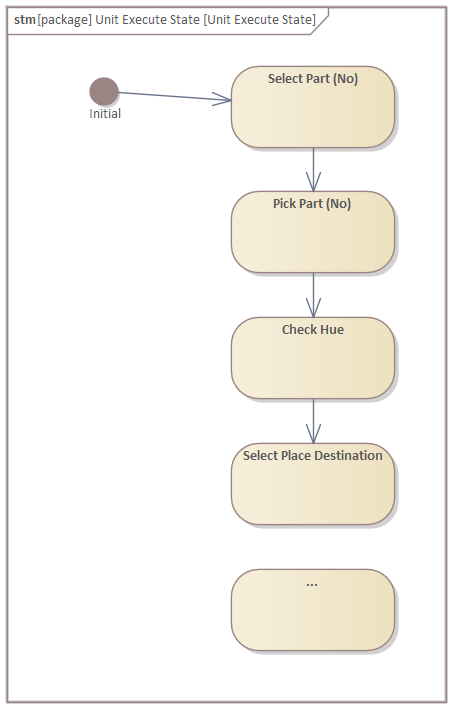 stm [package] Unit Execute State [Unit Execute State]
Initial
Select Part (No)
Pick Part (No)
Check Hue
Select Place Destination
...